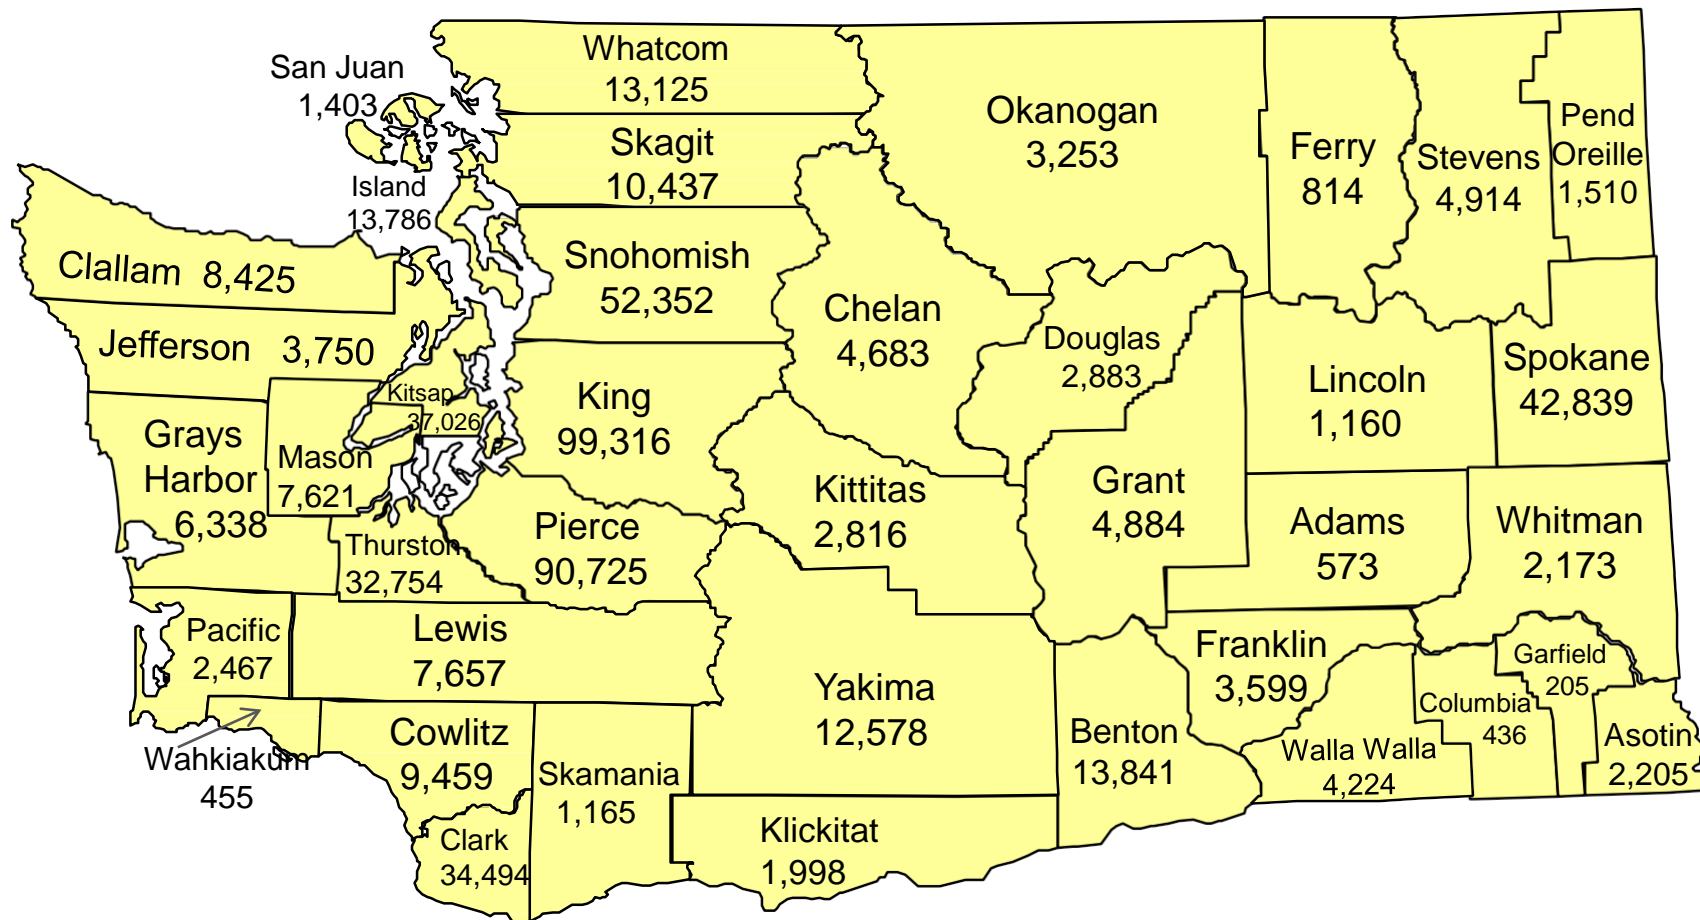 Whatcom
13,125
San Juan
1,403
Skagit
10,437
Island
13,786
Okanogan
3,253
Ferry
814
Stevens
4,914
Pend
Oreille
1,510
Clallam 8,425
Snohomish
52,352
Jefferson 3,750
Chelan
4,683
Douglas
2,883
Lincoln
1,160
Spokane
42,839
Kitsap
37,026
King
99,316
Grays
Harbor
6,338
Mason
7,621
Kittitas
2,816
Grant
4,884
Adams
573
Whitman
2,173
Thurston
32,754
Pierce
90,725
Pacific
2,467
Lewis
7,657
Yakima
12,578
Benton
13,841
Franklin
3,599
Walla Walla
4,224
Columbia
436
Garfield
205
Asotin
2,205
Wahkiakum
455
Cowlitz
9,459
Skamania
1,165
Clark
34,494
Klickitat
1,998